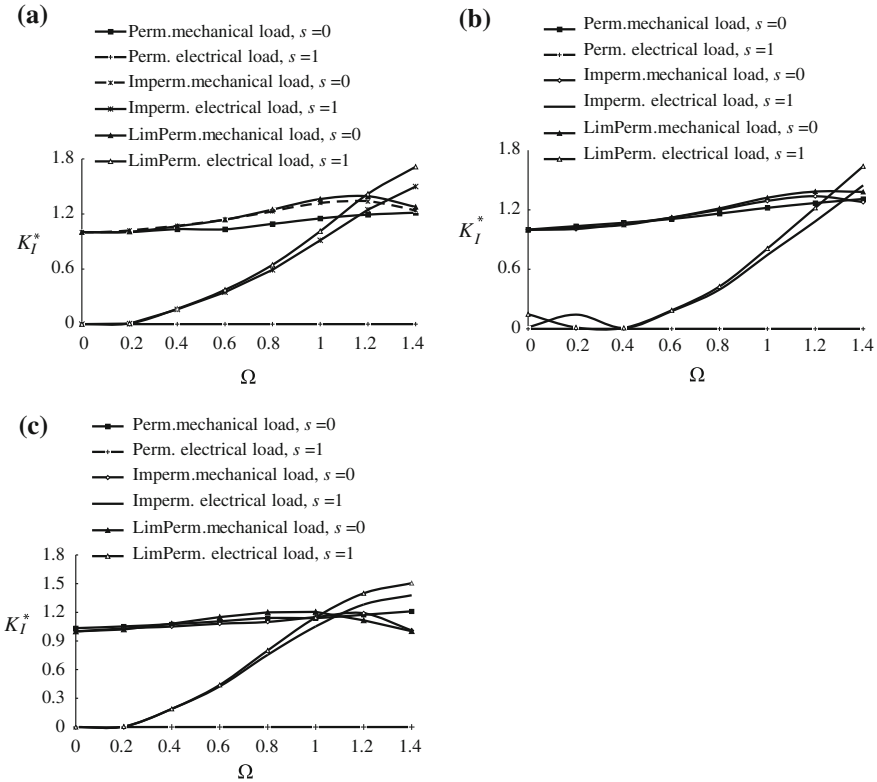 (a)
Perm.mechanical load, s =0
Perm. electrical load, s =1
Imperm.mechanical load, s =0
Imperm. electrical load, s =1
LimPerm.mechanical load, s =0
LimPerm. electrical load, s =1
1.8
1.2
K*I
0.6
0
0 0.2 0.4 0.6 0.8 1 1.2 1.4
Ω
(b)
Perm.mechanical load, s =0
Perm. electrical load, s =1
Imperm.mechanical load, s =0
Imperm. electrical load, s =1
LimPerm.mechanical load, s =0
LimPerm. electrical load, s =1
1.8
1.2
K*I
0.6
0
0 0.2 0.4 0.6 0.8 1 1.2 1.4
Ω
(c)
Perm.mechanical load, s =0
Perm. electrical load, s =1
Imperm.mechanical load, s =0
Imperm. electrical load, s =1
LimPerm.mechanical load, s =0
LimPerm. electrical load, s =1
1.8
1.5
1.2
K*I
0.9
0.6
0.3
0
0 0.2 0.4 0.6 0.8 1 1.2 1.4
Ω